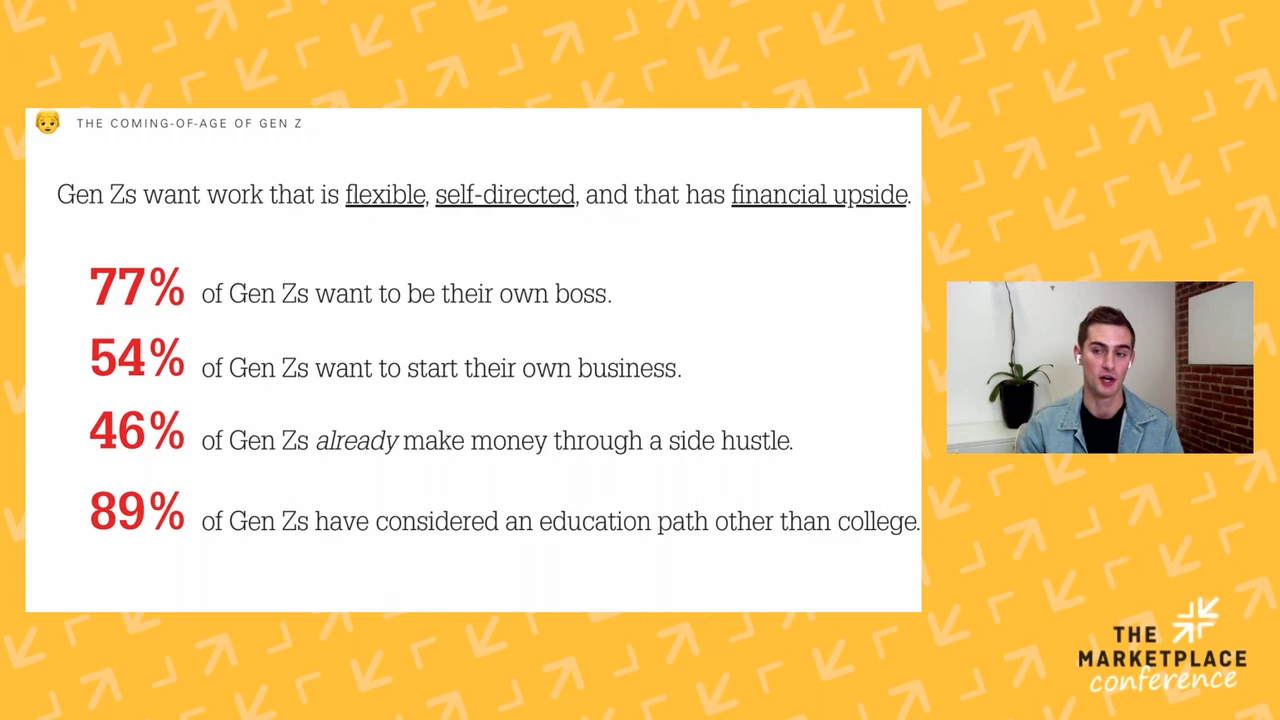 THE COMING-OF-AGE OF GEN Z
Gen Zs want work that is flexible, self-directed, and that has financial upside.
77% of Gen Zs want to be their own boss.
54% of Gen Zs want to start their own business.
46% of Gen Zs already make money through a side hustle.
89% of Gen Zs have considered an education path other than college.
THE
MARKETPLACE
conference